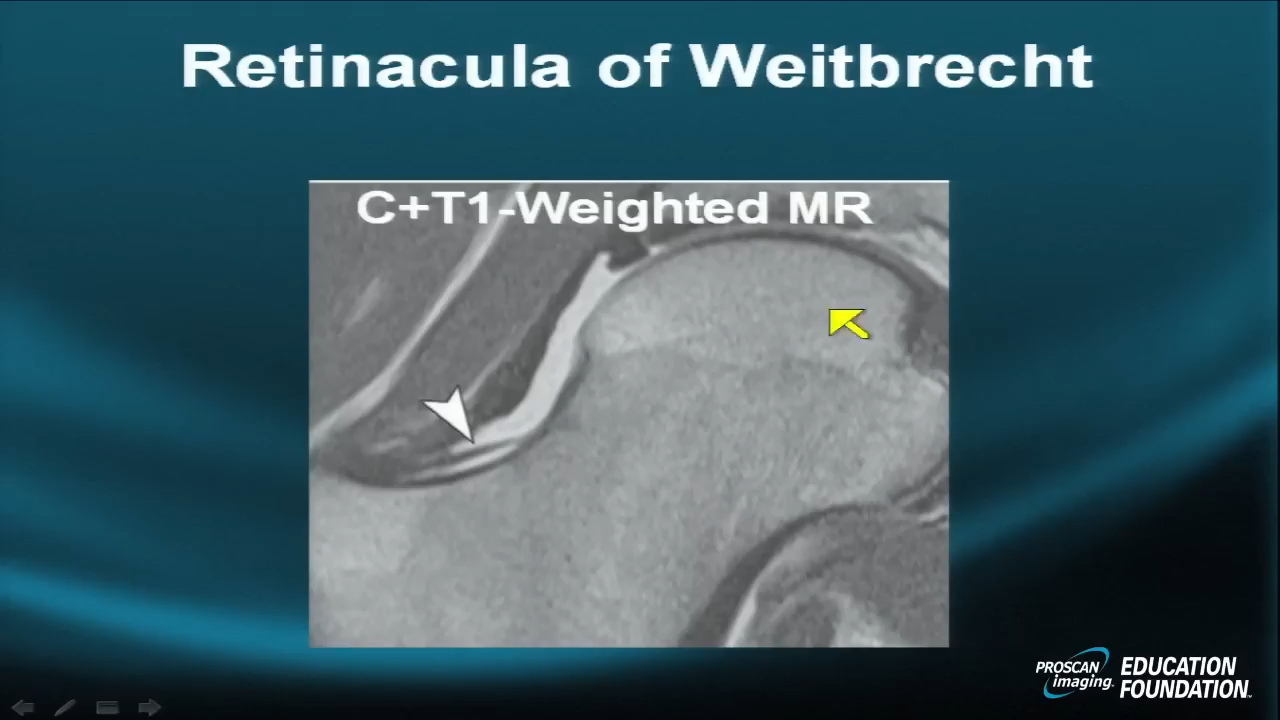 Retinacula of Weitbrecht
C+T1-Weighted MR
PROSCAN
imaging
EDUCATION
FOUNDATION